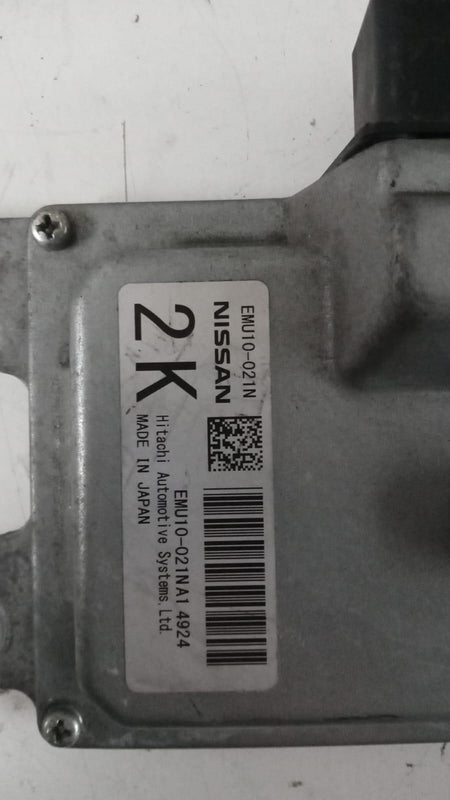 EMU10-021N
NISSAN
2K
EMU10-021NA1 4924
Hitachi Automotive Systems,Ltd.
MADE IN JAPAN